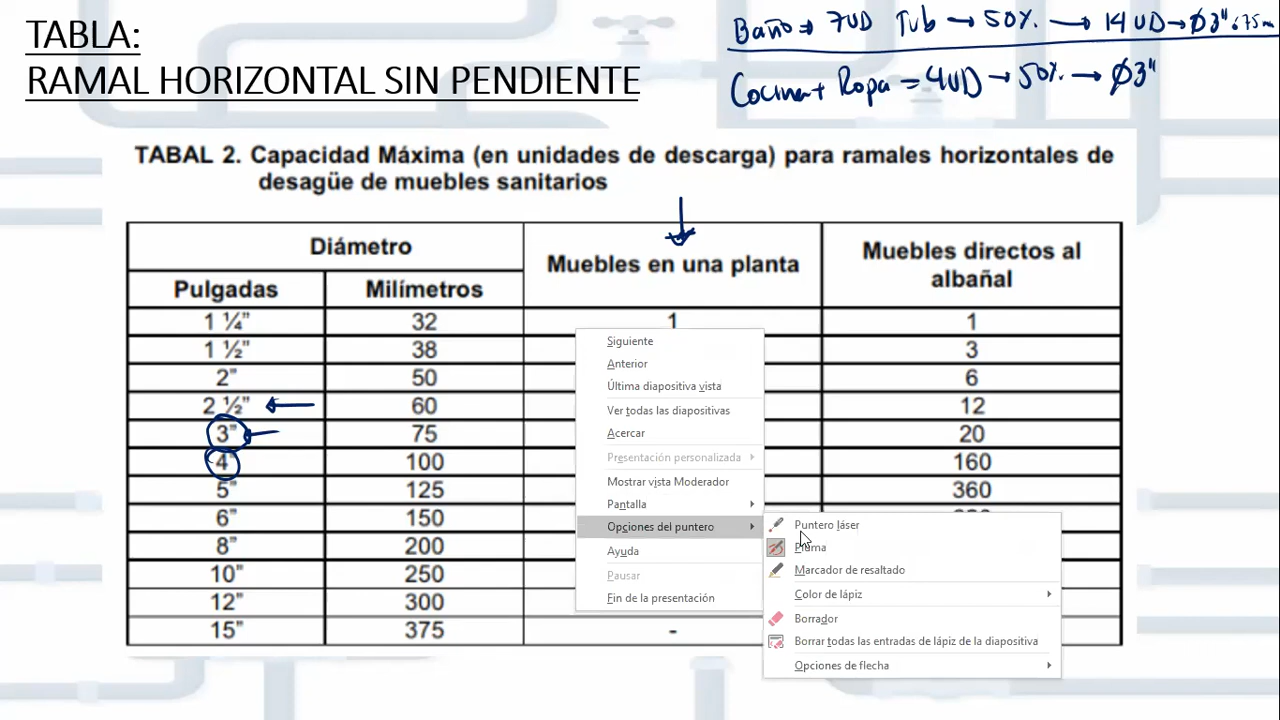 TABLA:
RAMAL HORIZONTAL SIN PENDIENTE
Baño → 7UD Tub → 50% → 14 UD → Ø3"
Cocina + Ropa = 4UD → 50% → Ø3"
TABAL 2. Capacidad Máxima (en unidades de descarga) para ramales horizontales de
desagüe de muebles sanitarios
Diámetro
Muebles en una planta
Muebles directos al
albañal
Pulgadas Milímetros
1 ¼" 32 1 1
1 ½" 38 3
2" 50 6
2 ½" 60 12
3" 75 20
4" 100 160
5" 125 360
6" 150
8" 200
10" 250
12" 300
15" 375 -
Siguiente
Anterior
Última diapositiva vista
Ver todas las diapositivas
Acercar
Presentación personalizada
Mostrar vista Moderador
Pantalla
Opciones del puntero
Ayuda
Pausar
Fin de la presentación
Puntero láser
Pluma
Marcador de resaltado
Color de lápiz
Borrador
Borrar todas las entradas de lápiz de la diapositiva
Opciones de flecha